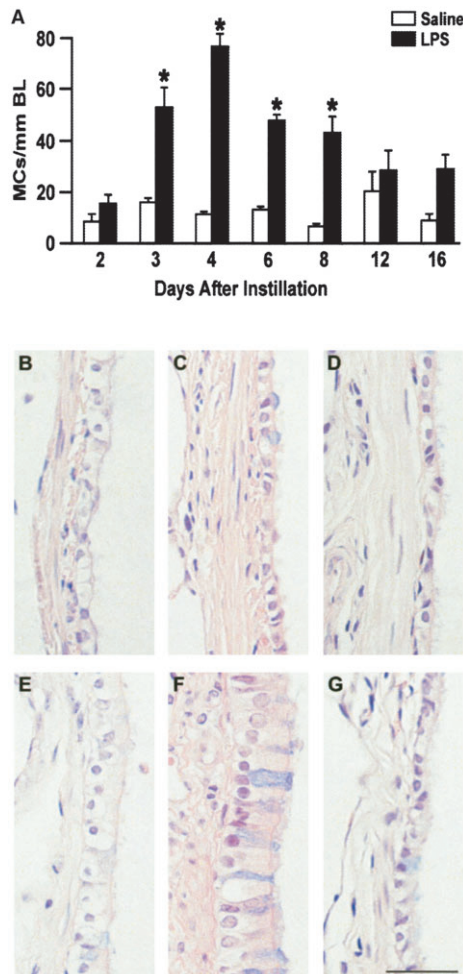 A
Saline
LPS
80
60
40
20
0
MCs/mm BL
* * * *
2 3 4 6 8 12 16
Days After Instillation
B C D
E F G